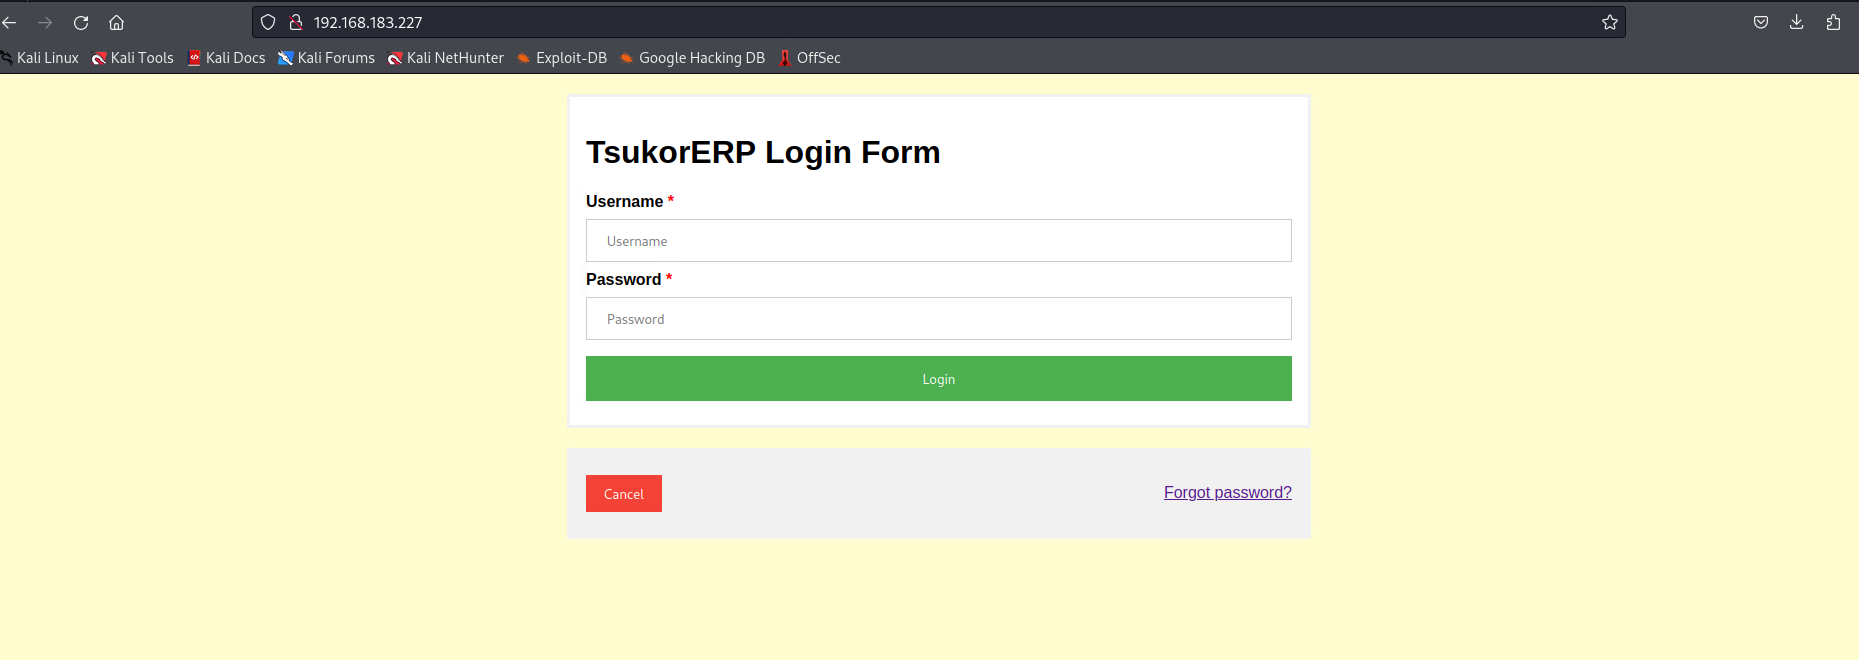 192.168.183.227
Kali Linux Kali Tools Kali Docs Kali Forums Kali NetHunter Exploit-DB Google Hacking DB OffSec
TsukorERP Login Form
Username *
Username
Password *
Password
Login
Cancel Forgot password?